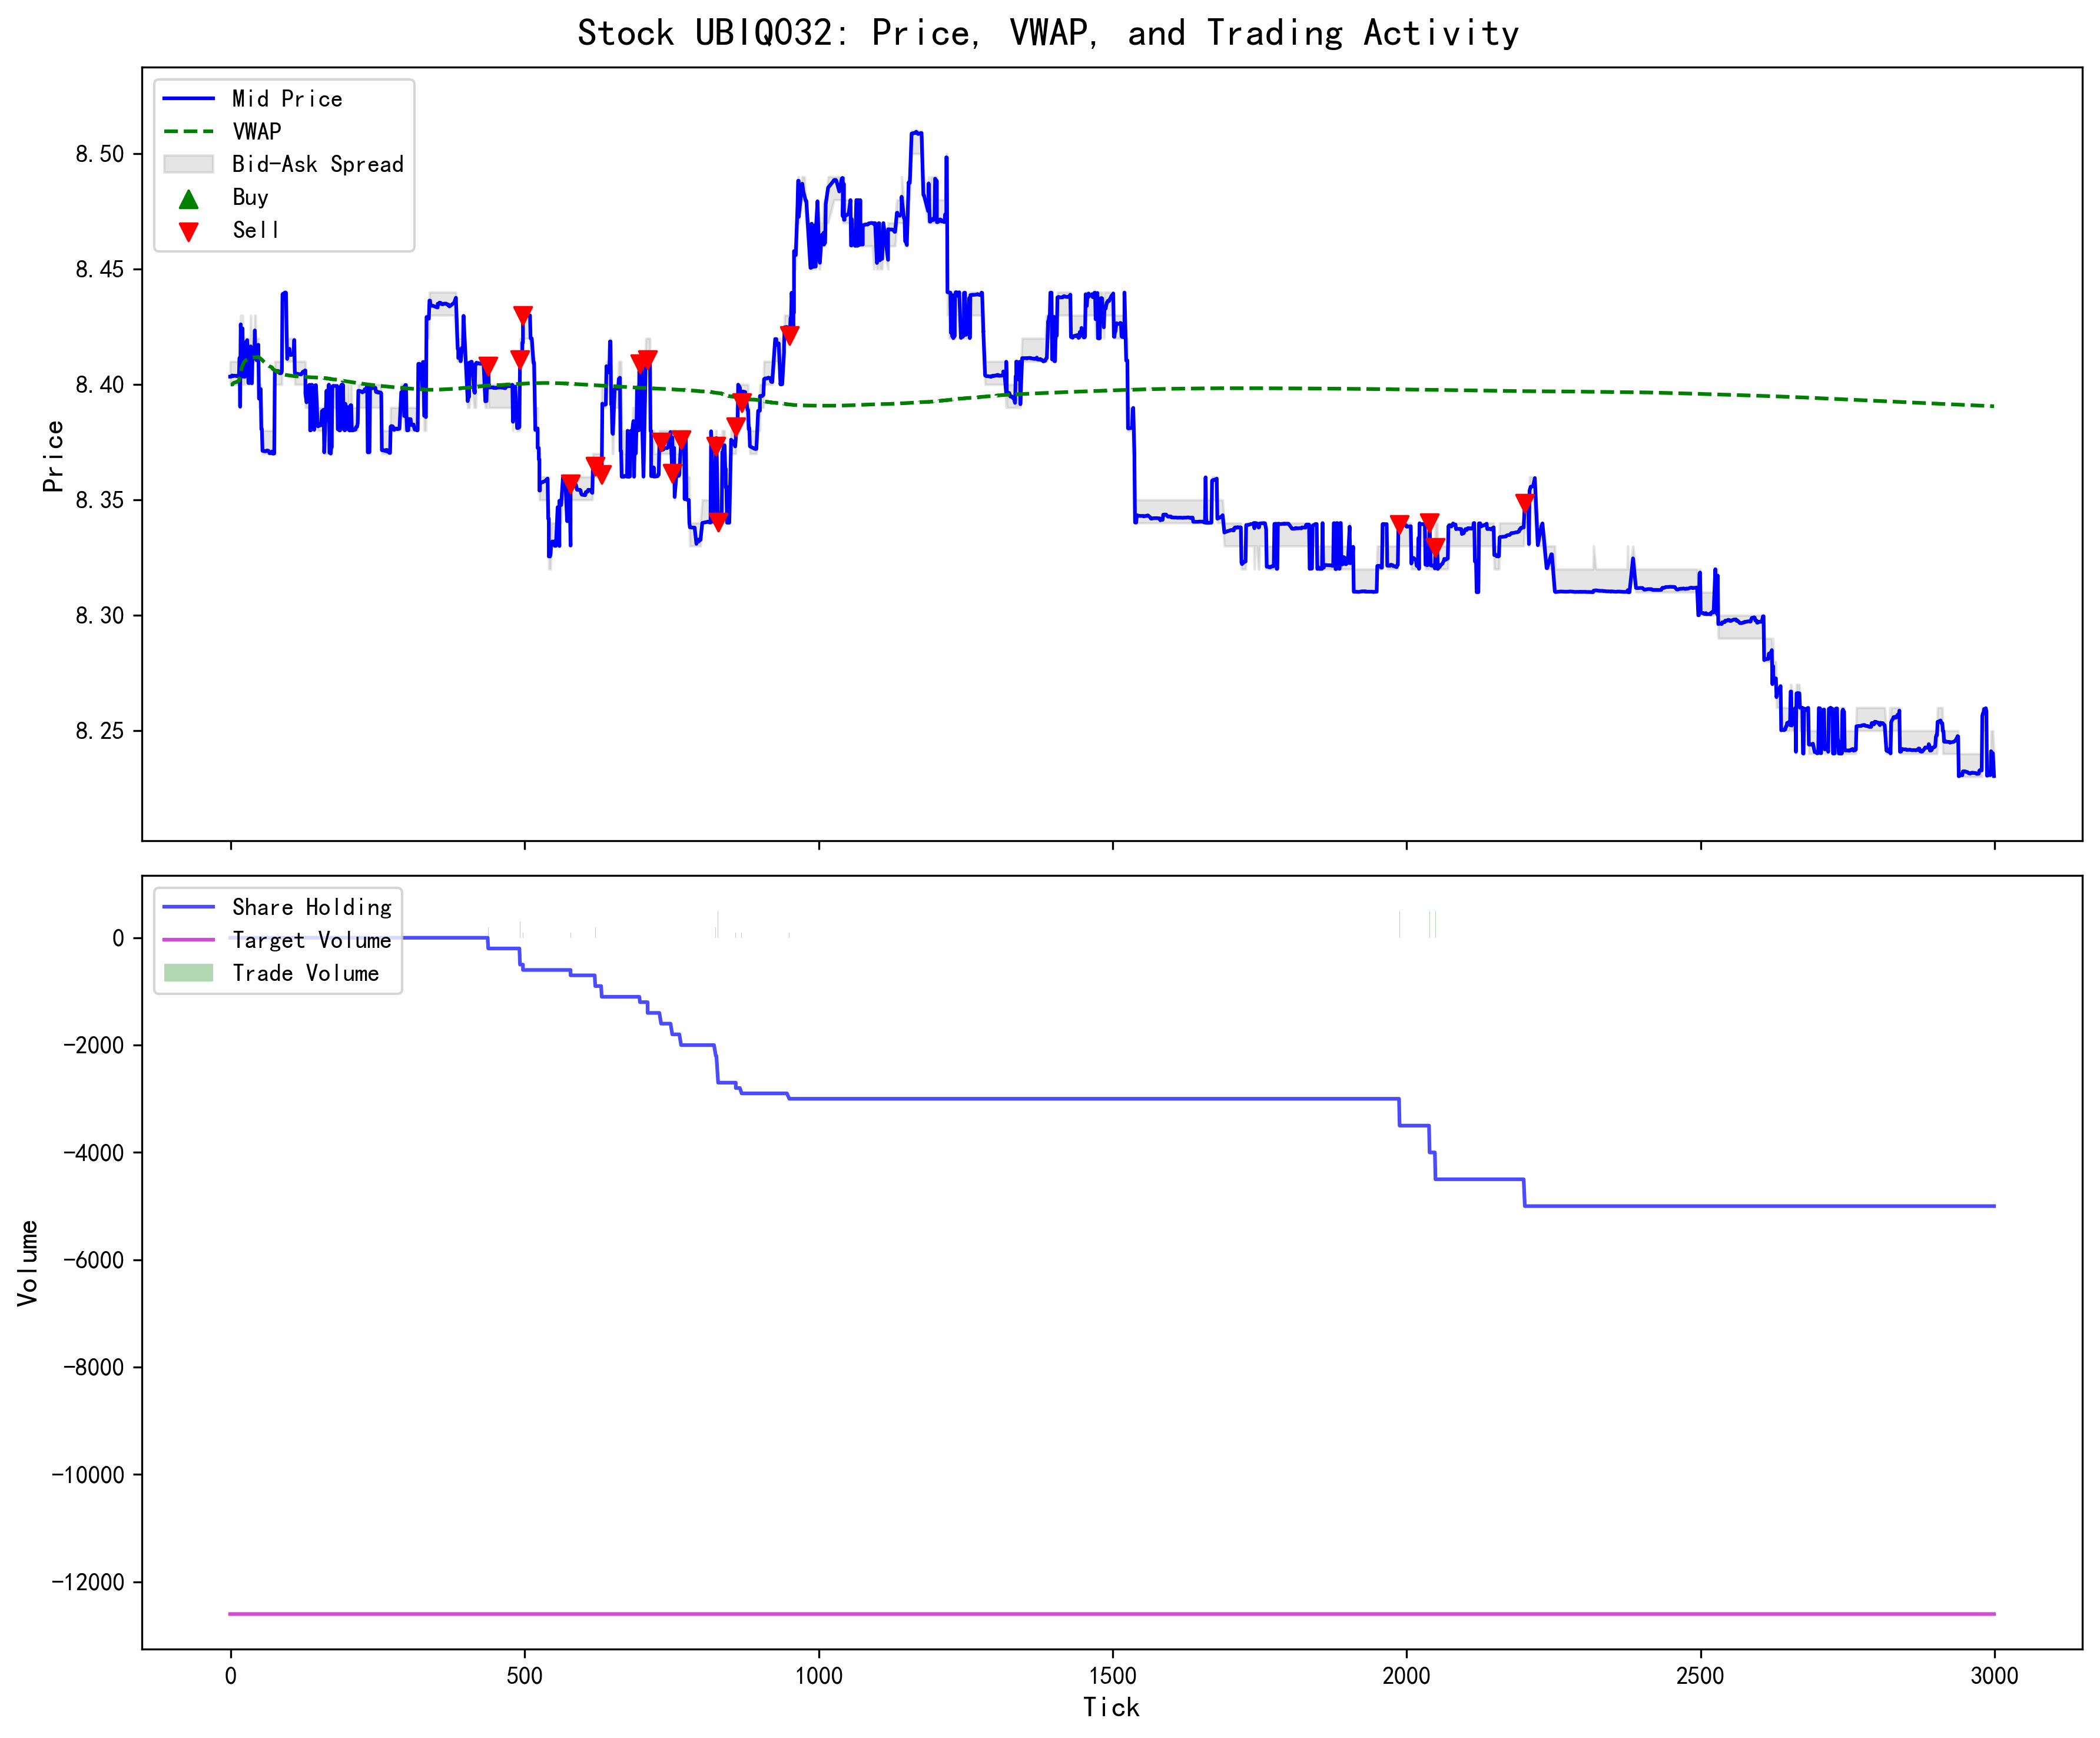 Stock UBIQ032: Price, VWAP, and Trading Activity
Mid Price
VWAP
Bid-Ask Spread
Buy
Sell
8.50
8.45
8.40
8.35
8.30
8.25
Price
Share Holding
Target Volume
Trade Volume
0
-2000
-4000
-6000
-8000
-10000
-12000
Volume
0 500 1000 1500 2000 2500 3000
Tick